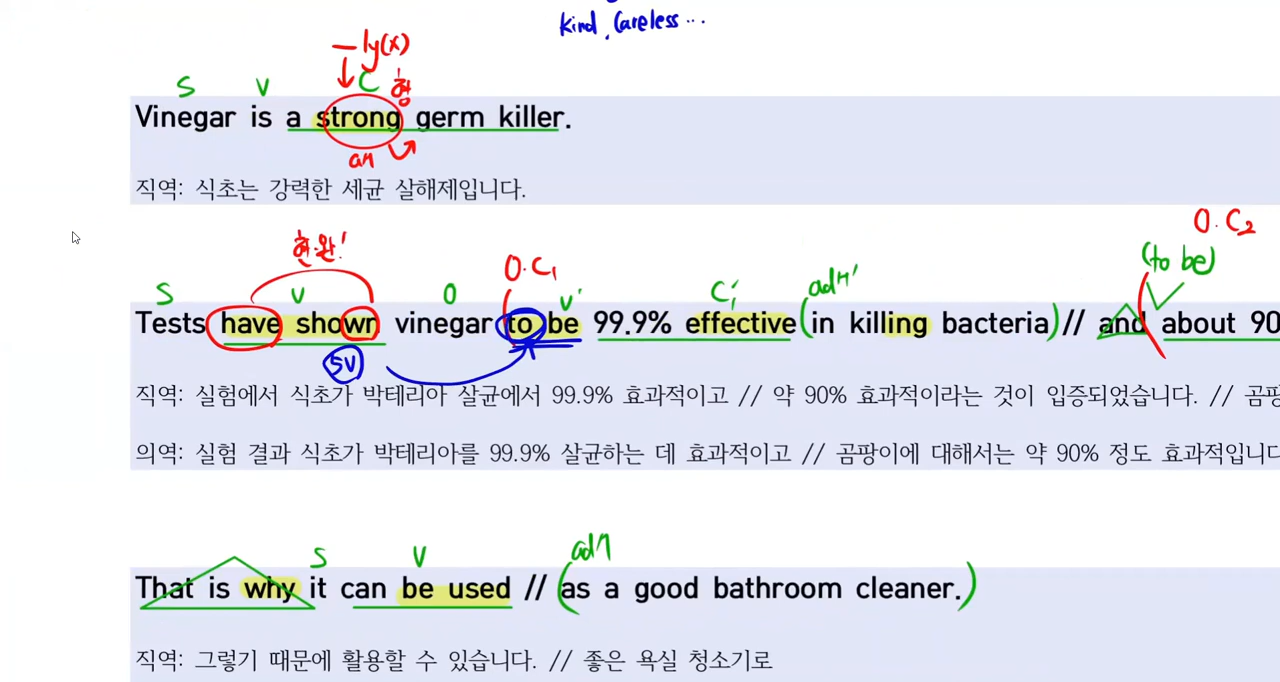 kind, careless...
—ly(x)
S V C 형
Vinegar is a strong germ killer.
직역: 식초는 강력한 세균 살해제입니다.
O.C₂
현.완! O.C₁ (to be)
S V O V' C₁' adM'
Tests have shown vinegar to be 99.9% effective (in killing bacteria) // and about 90
5V
직역: 실험에서 식초가 박테리아 살균에서 99.9% 효과적이고 // 약 90% 효과적이라는 것이 입증되었습니다. // 곰팡
의역: 실험 결과 식초가 박테리아를 99.9% 살균하는 데 효과적이고 // 곰팡이에 대해서는 약 90% 정도 효과적입니다
S V adM
That is why it can be used // (as a good bathroom cleaner.)
직역: 그렇기 때문에 활용할 수 있습니다. // 좋은 욕실 청소기로